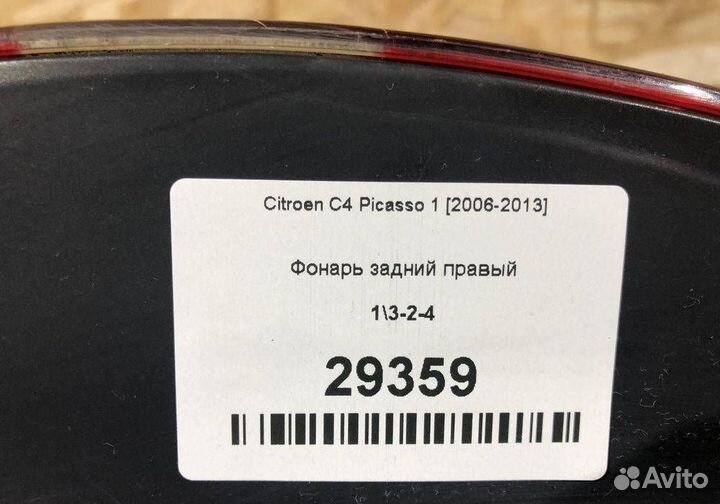 Citroen C4 Picasso 1 [2006-2013]
Фонарь задний правый
1\3-2-4
29359
Avito